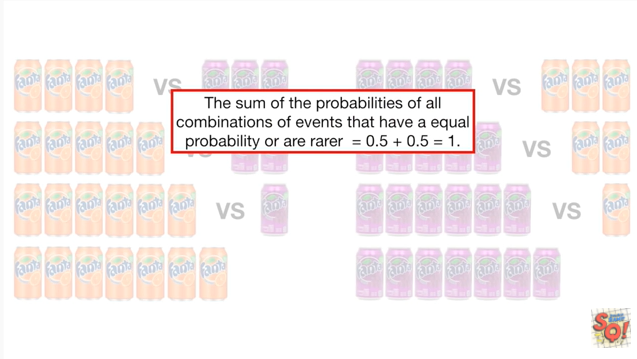 The sum of the probabilities of all
combinations of events that have a equal
probability or are rarer = 0.5 + 0.5 = 1.
VS
VS
VS
VS
VS
VS
SQ!